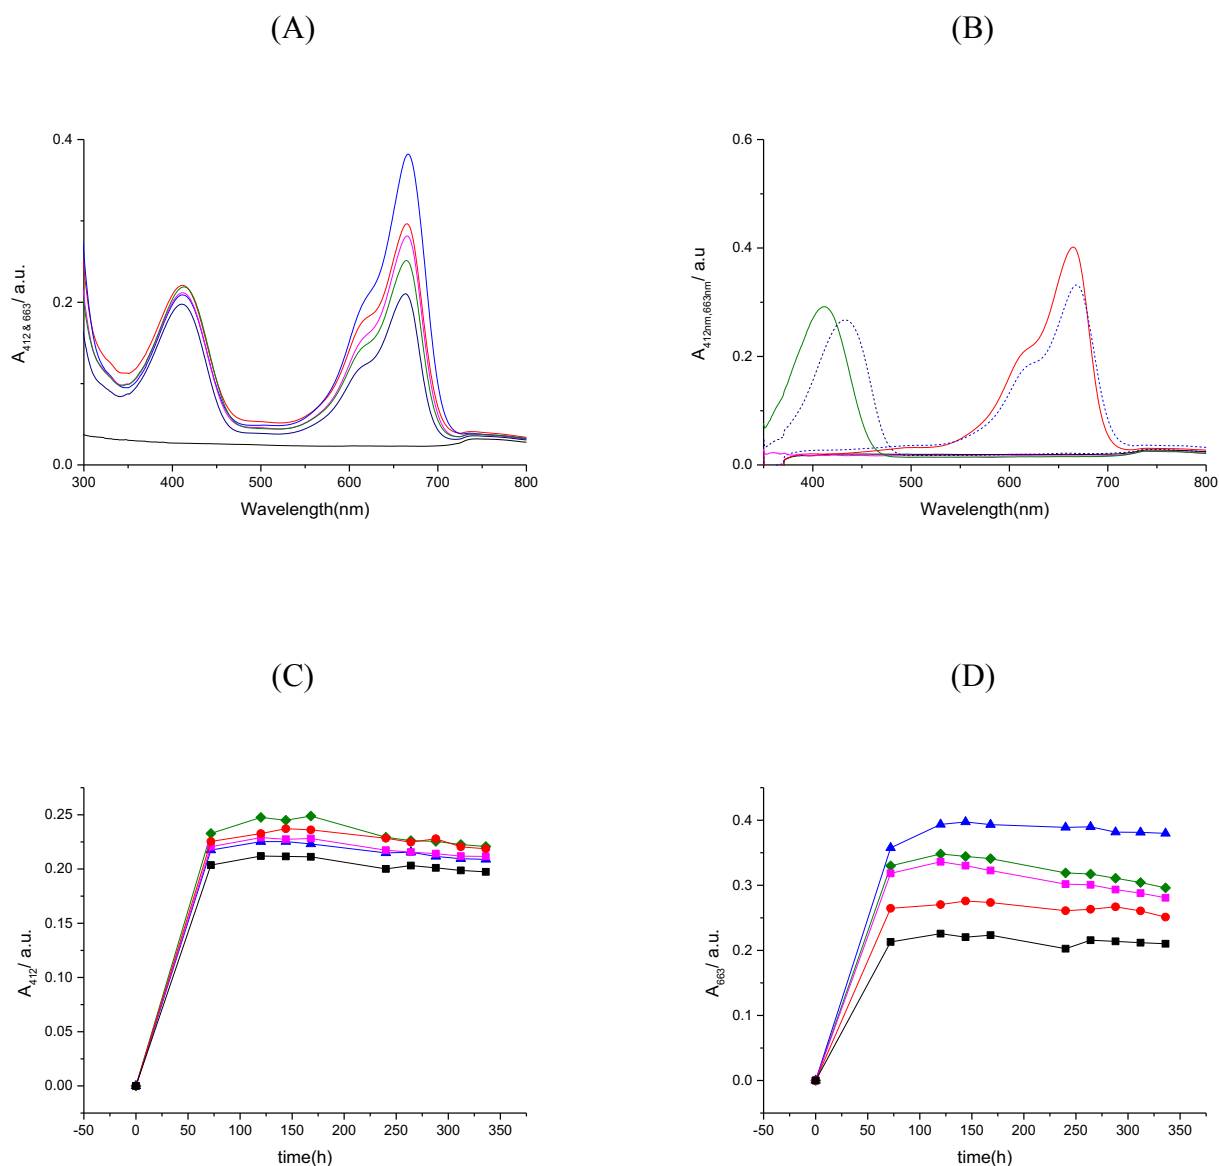 (A)
(B)
0.4
0.2
0.0
A412 & 663/ a.u.
300 400 500 600 700 800
Wavelength(nm)
0.6
0.4
0.2
0.0
A412nm,663nm/ a.u
400 500 600 700 800
Wavelength(nm)
(C)
(D)
0.25
0.20
0.15
0.10
0.05
0.00
A412/ a.u.
-50 0 50 100 150 200 250 300 350
time(h)
0.4
0.3
0.2
0.1
0.0
A663/ a.u.
-50 0 50 100 150 200 250 300 350
time(h)